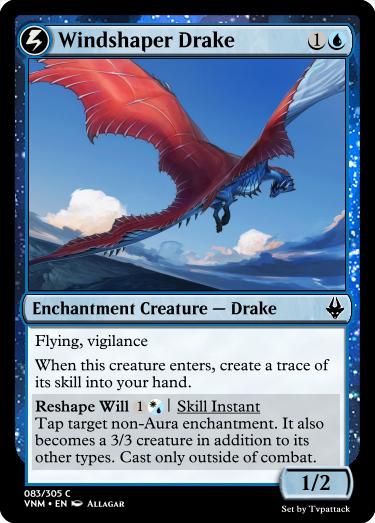 Windshaper Drake 1
Enchantment Creature — Drake
Flying, vigilance
When this creature enters, create a trace of
its skill into your hand.
Reshape Will 1 | Skill Instant
Tap target non-Aura enchantment. It also
becomes a 3/3 creature in addition to its
other types. Cast only outside of combat.
1/2
083/305 C
VNM • EN ALLAGAR
Set by Tvpattack